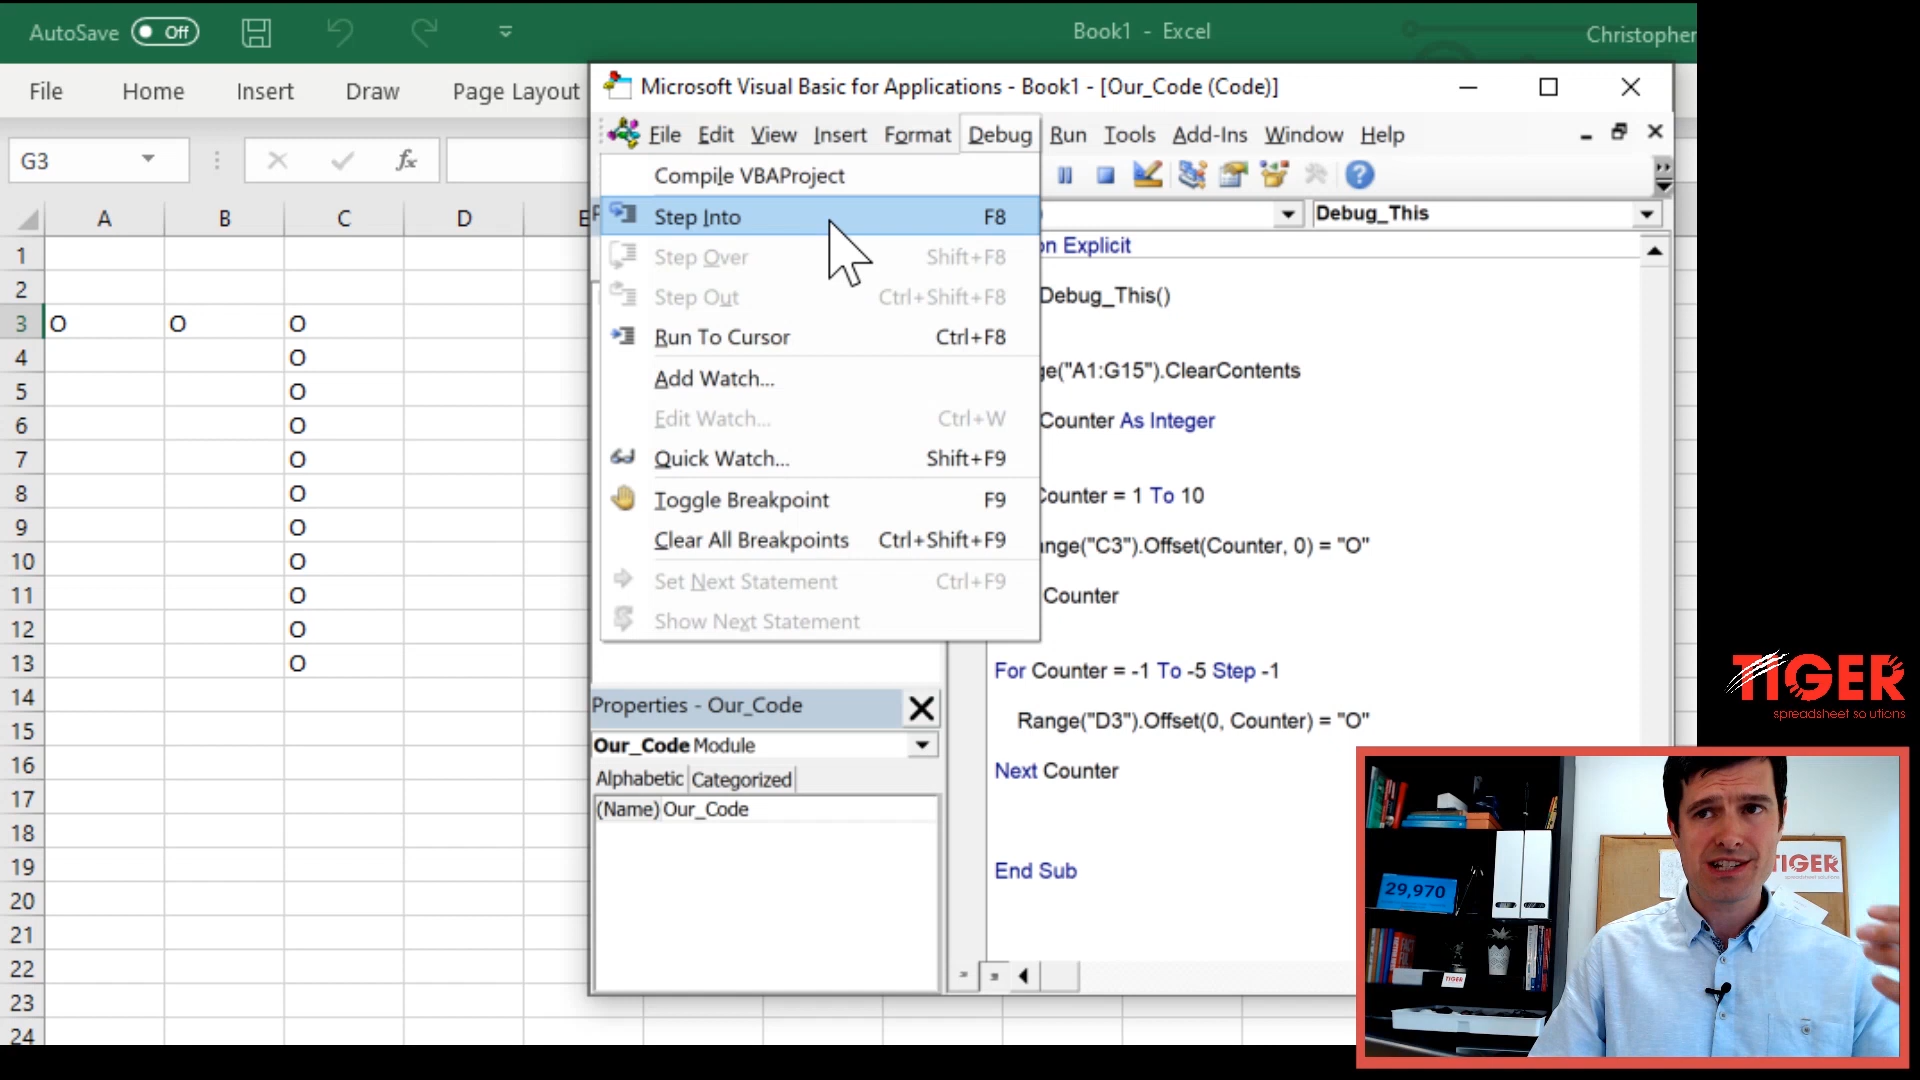 AutoSave Off
Book1 - Excel
Christopher
File Home Insert Draw Page Layout
G3
fx
A B C D E
1
2
3 O O O
4 O
5 O
6 O
7 O
8 O
9 O
10 O
11 O
12 O
13 O
14
15
16
17
18
19
20
21
22
23
24
Microsoft Visual Basic for Applications - Book1 - [Our_Code (Code)]
File Edit View Insert Format Debug Run Tools Add-Ins Window Help
Compile VBAProject
Step Into F8
Step Over Shift+F8
Step Out Ctrl+Shift+F8
Run To Cursor Ctrl+F8
Add Watch...
Edit Watch... Ctrl+W
Quick Watch... Shift+F9
Toggle Breakpoint F9
Clear All Breakpoints Ctrl+Shift+F9
Set Next Statement Ctrl+F9
Show Next Statement
Debug_This
on Explicit
Debug_This()
ge("A1:G15").ClearContents
Counter As Integer
Counter = 1 To 10
nge("C3").Offset(Counter, 0) = "O"
Counter
For Counter = -1 To -5 Step -1
Range("D3").Offset(0, Counter) = "O"
Next Counter
End Sub
Properties - Our_Code
Our_Code Module
Alphabetic Categorized
(Name) Our_Code
TIGER
spreadsheet solutions
29,970
TIGER
TIGER